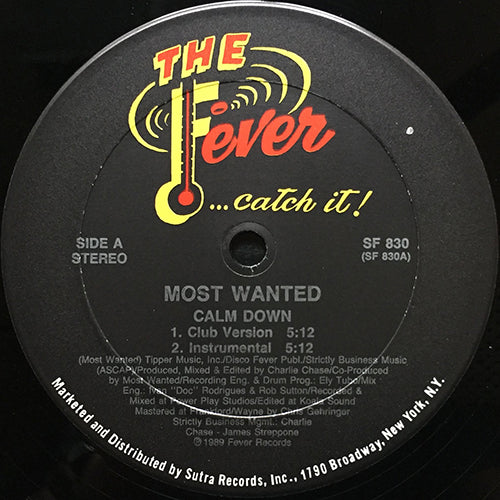 THE
Fever
...catch it!
SIDE A
STEREO
SF 830
(SF 830A)
MOST WANTED
CALM DOWN
1. Club Version 5:12
2. Instrumental 5:12
(Most Wanted) Tipper Music, Inc./Disco Fever Publ./Strictly Business Music
(ASCAP)/Produced, Mixed & Edited by Charlie Chase/Co-Produced
by Most Wanted/Recording Eng. & Drum Prog.: Ely Tubo/Mix
Eng.: Ivan "Doc" Rodrigues & Rob Sutton/Recorded &
Mixed at Power Play Studios/Edited at Koala Sound
Mastered at Frankford/Wayne by Chris Gehringer
Strictly Business Mgmt.: Charlie
Chase - James Streppone
©1989 Fever Records
Marketed and Distributed by Sutra Records, Inc., 1790 Broadway, New York, N.Y.